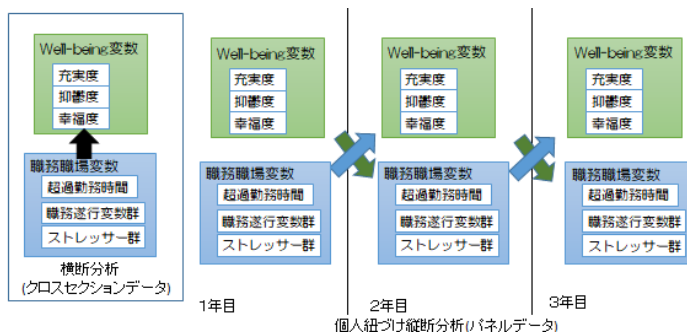 Well-being変数
充実度
抑鬱度
幸福度
職務職場変数
超過勤務時間
職務遂行変数群
ストレッサー群
横断分析
(クロスセクションデータ)
Well-being変数
充実度
抑鬱度
幸福度
職務職場変数
超過勤務時間
職務遂行変数群
ストレッサー群
1年目
Well-being変数
充実度
抑鬱度
幸福度
職務職場変数
超過勤務時間
職務遂行変数群
ストレッサー群
2年目
Well-being変数
充実度
抑鬱度
幸福度
職務職場変数
超過勤務時間
職務遂行変数群
ストレッサー群
3年目
個人紐づけ縦断分析(パネルデータ)